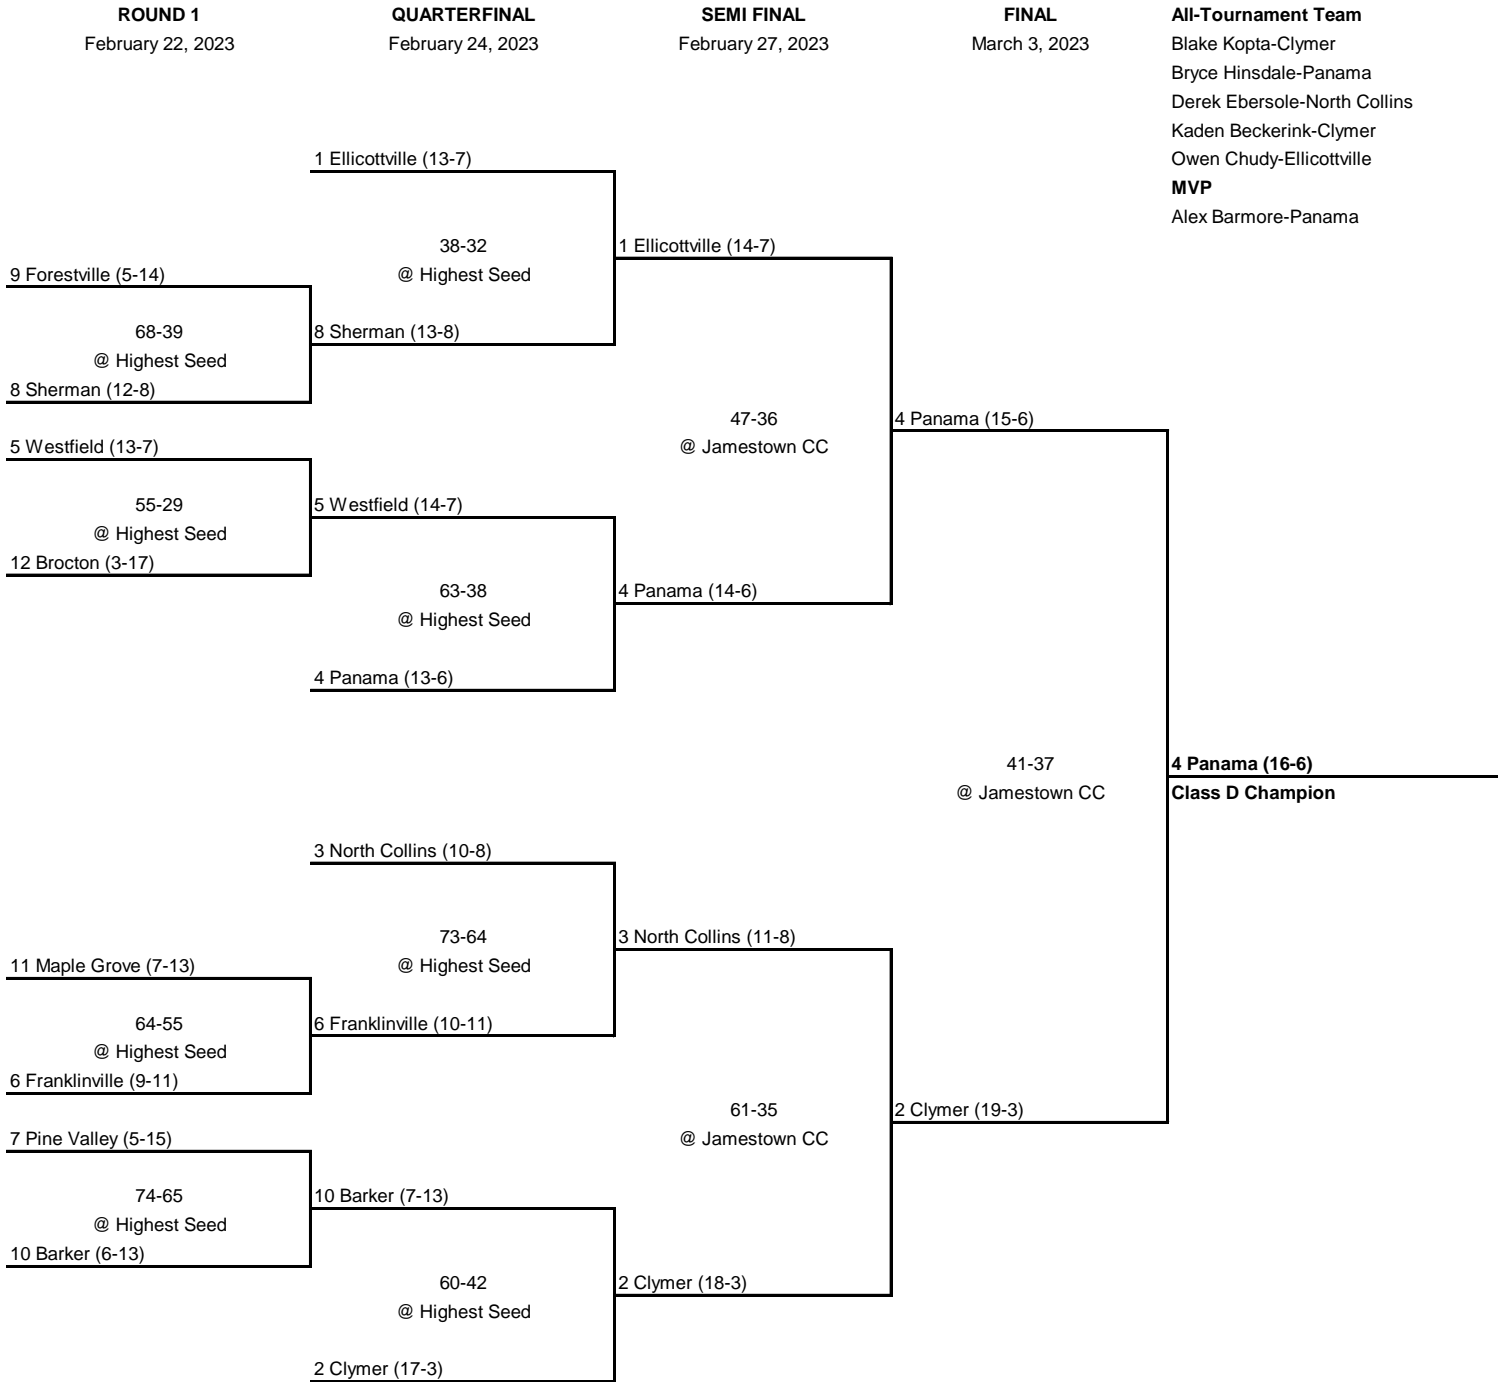 ROUND 1
February 22, 2023
QUARTERFINAL
February 24, 2023
SEMI FINAL
February 27, 2023
FINAL
March 3, 2023
All-Tournament Team
Blake Kopta-Clymer
Bryce Hinsdale-Panama
Derek Ebersole-North Collins
Kaden Beckerink-Clymer
Owen Chudy-Ellicottville
MVP
Alex Barmore-Panama
9 Forestville (5-14)
68-39
@ Highest Seed
8 Sherman (12-8)
5 Westfield (13-7)
55-29
@ Highest Seed
12 Brocton (3-17)
11 Maple Grove (7-13)
64-55
@ Highest Seed
6 Franklinville (9-11)
7 Pine Valley (5-15)
74-65
@ Highest Seed
10 Barker (6-13)
1 Ellicottville (13-7)
38-32
@ Highest Seed
8 Sherman (13-8)
5 Westfield (14-7)
63-38
@ Highest Seed
4 Panama (13-6)
3 North Collins (10-8)
73-64
@ Highest Seed
6 Franklinville (10-11)
10 Barker (7-13)
60-42
@ Highest Seed
2 Clymer (17-3)
1 Ellicottville (14-7)
47-36
@ Jamestown CC
4 Panama (14-6)
3 North Collins (11-8)
61-35
@ Jamestown CC
2 Clymer (18-3)
4 Panama (15-6)
41-37
@ Jamestown CC
2 Clymer (19-3)
4 Panama (16-6)
Class D Champion